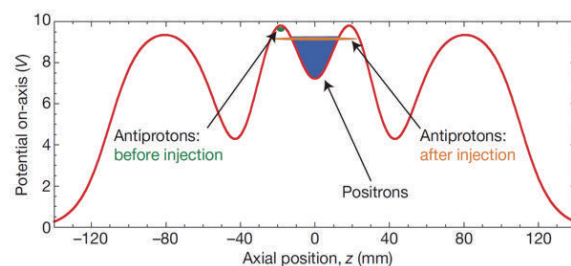 10
8
6
4
2
0
Potential on-axis (V)
Antiprotons:
before injection
Antiprotons:
after injection
Positrons
−120 −80 −40 0 40 80 120
Axial position, z (mm)